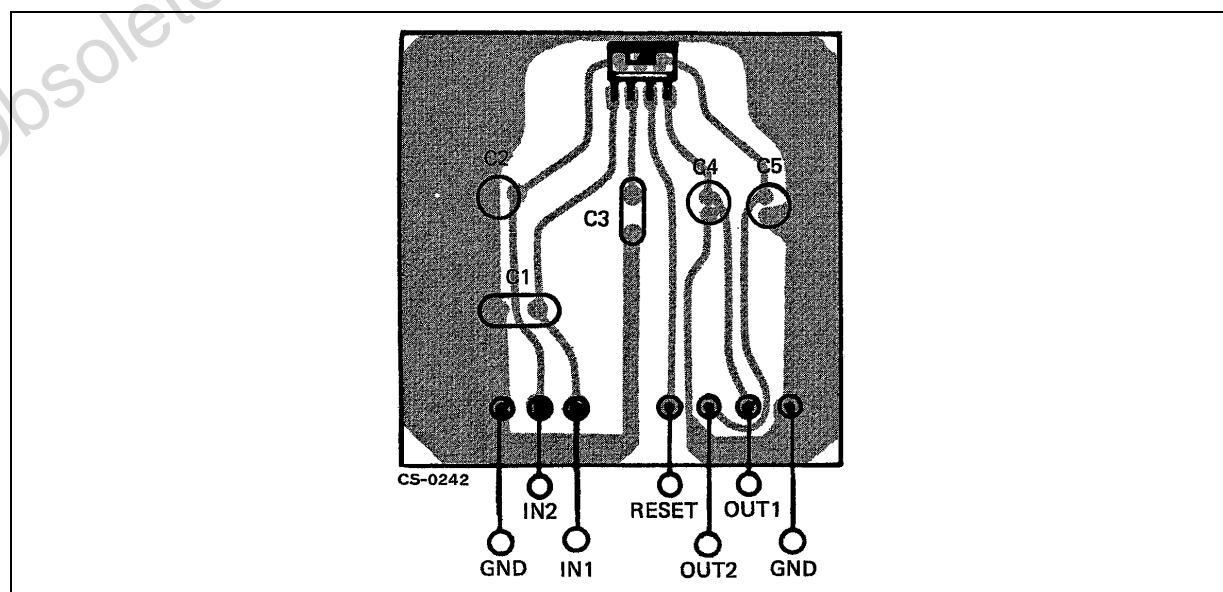 Obsolete
C2
C4
C5
C3
C1
CS-0242
IN2
RESET
OUT1
GND
IN1
OUT2
GND